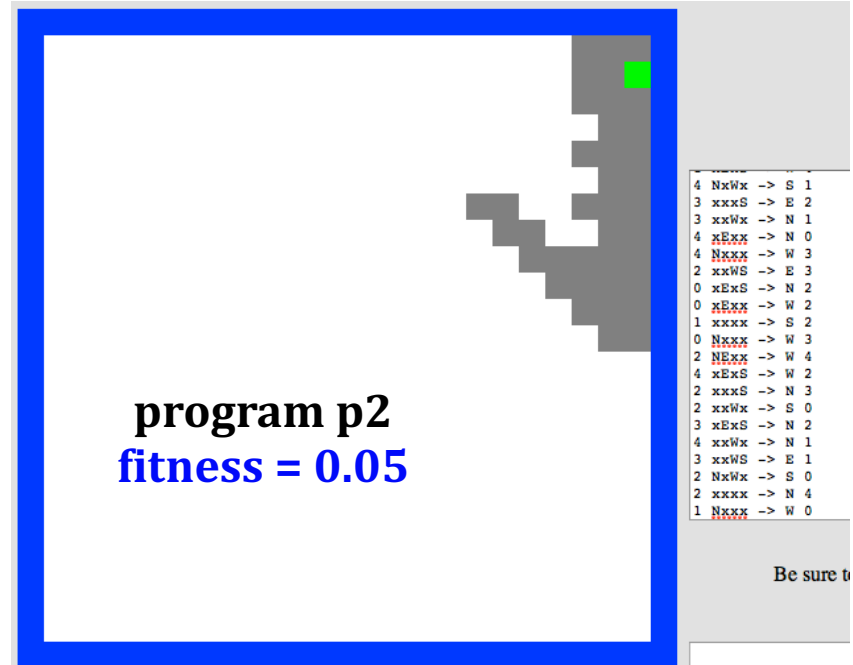 4 NxWx -> S 1
3 xxxS -> E 2
3 xxWx -> N 1
4 xExx -> N 0
4 Nxxx -> W 3
2 xxWS -> E 3
0 xExS -> N 2
0 xExx -> W 2
1 xxxx -> S 2
0 Nxxx -> W 3
2 NExx -> W 4
4 xExS -> W 2
2 xxxS -> N 3
2 xxWx -> S 0
3 xExS -> N 2
4 xxWx -> N 1
3 xxWS -> E 1
2 NxWx -> S 0
2 xxxx -> N 4
1 Nxxx -> W 0
program p2
fitness = 0.05
Be sure t